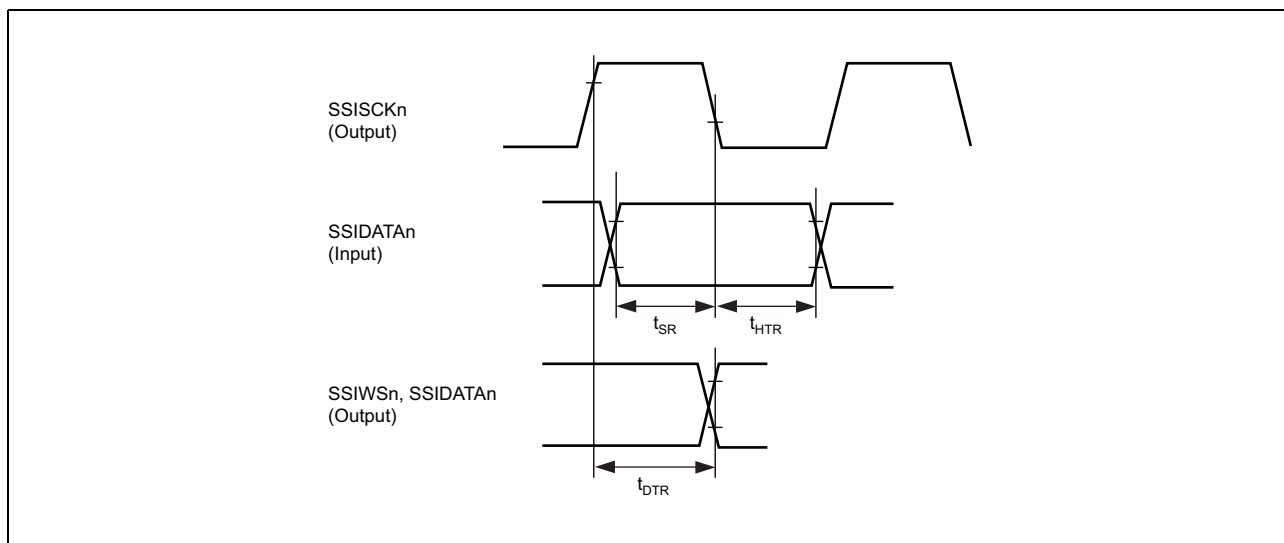 SSISCKn
(Output)
SSIDATAn
(Input)
tSR
tHTR
SSIWSn, SSIDATAn
(Output)
tDTR